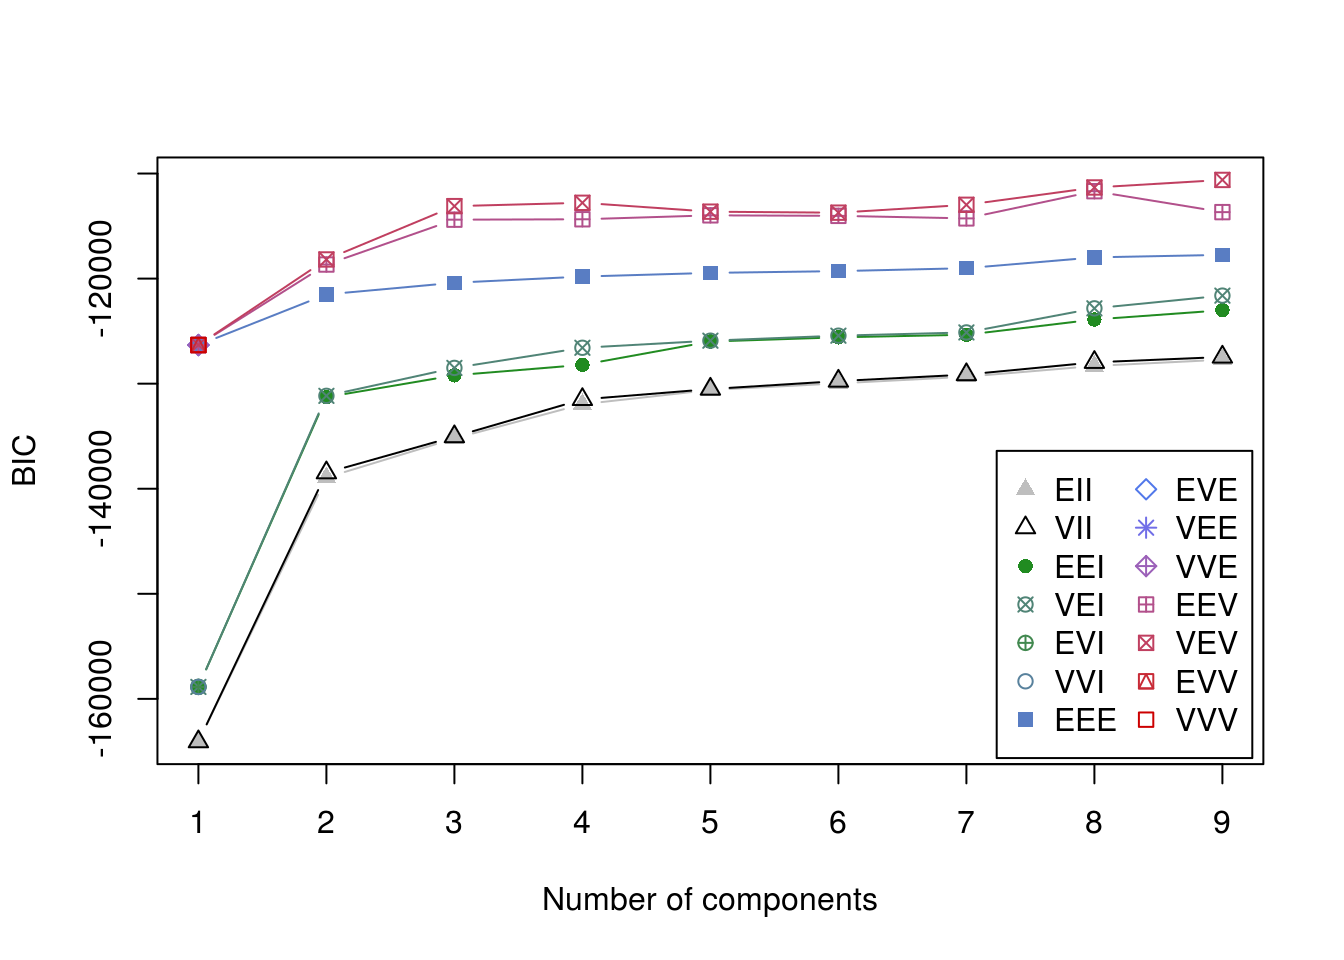 BIC
-120000
-140000
-160000
EII EVE
VII VEE
EEI VVE
VEI EEV
EVI VEV
VVI EVV
EEE VVV
1 2 3 4 5 6 7 8 9
Number of components